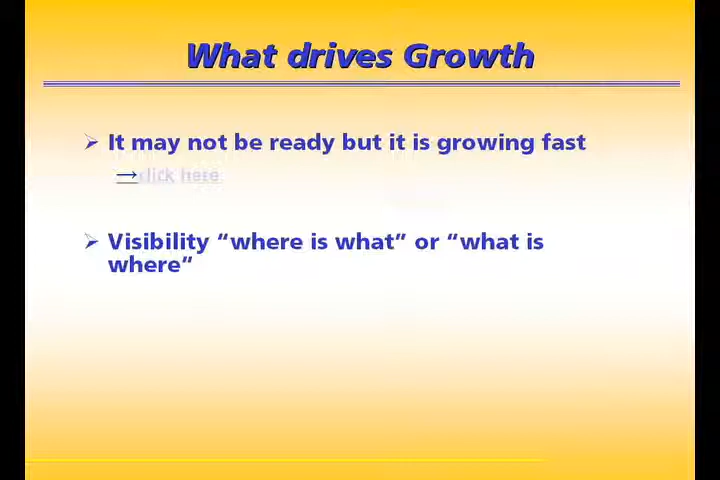 What drives Growth
It may not be ready but it is growing fast
→click here
Visibility “where is what” or “what is
where”